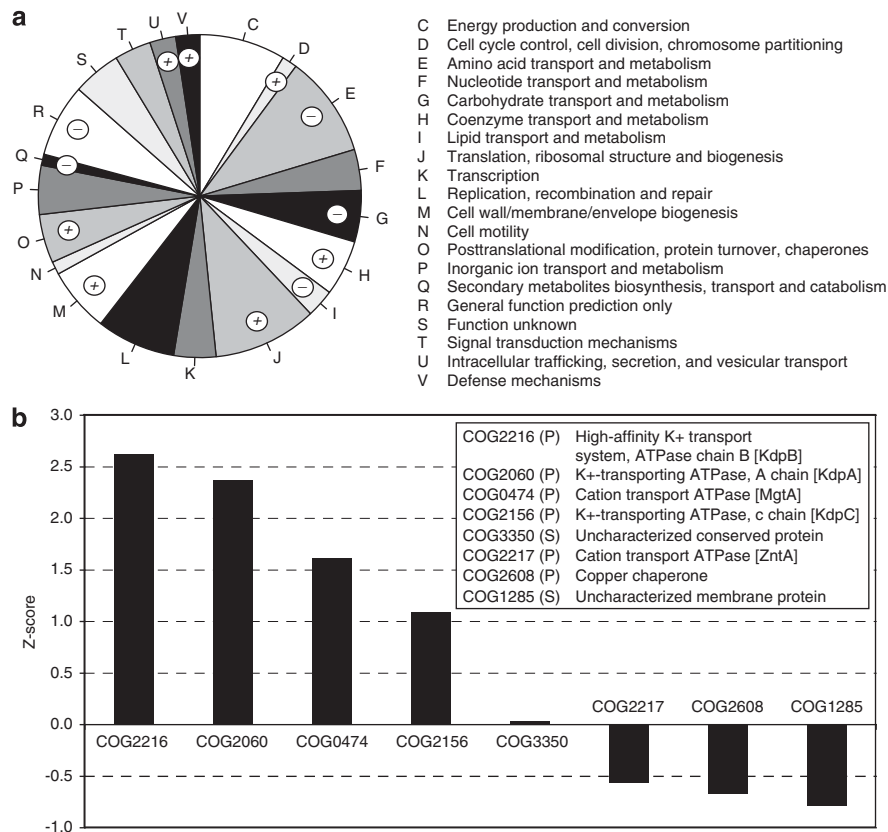 a
C
D
E
F
G
H
I
J
K
L
M
N
O
P
Q
R
S
T
U
V
+
−
−
+
−
+
+
+
−
−
+
+
C Energy production and conversion
D Cell cycle control, cell division, chromosome partitioning
E Amino acid transport and metabolism
F Nucleotide transport and metabolism
G Carbohydrate transport and metabolism
H Coenzyme transport and metabolism
I Lipid transport and metabolism
J Translation, ribosomal structure and biogenesis
K Transcription
L Replication, recombination and repair
M Cell wall/membrane/envelope biogenesis
N Cell motility
O Posttranslational modification, protein turnover, chaperones
P Inorganic ion transport and metabolism
Q Secondary metabolites biosynthesis, transport and catabolism
R General function prediction only
S Function unknown
T Signal transduction mechanisms
U Intracellular trafficking, secretion, and vesicular transport
V Defense mechanisms
b
Z-score
3.0
2.5
2.0
1.5
1.0
0.5
0.0
-0.5
-1.0
COG2216 (P) High-affinity K+ transport
system, ATPase chain B [KdpB]
COG2060 (P) K+-transporting ATPase, A chain [KdpA]
COG0474 (P) Cation transport ATPase [MgtA]
COG2156 (P) K+-transporting ATPase, c chain [KdpC]
COG3350 (S) Uncharacterized conserved protein
COG2217 (P) Cation transport ATPase [ZntA]
COG2608 (P) Copper chaperone
COG1285 (S) Uncharacterized membrane protein
COG2216
COG2060
COG0474
COG2156
COG3350
COG2217
COG2608
COG1285